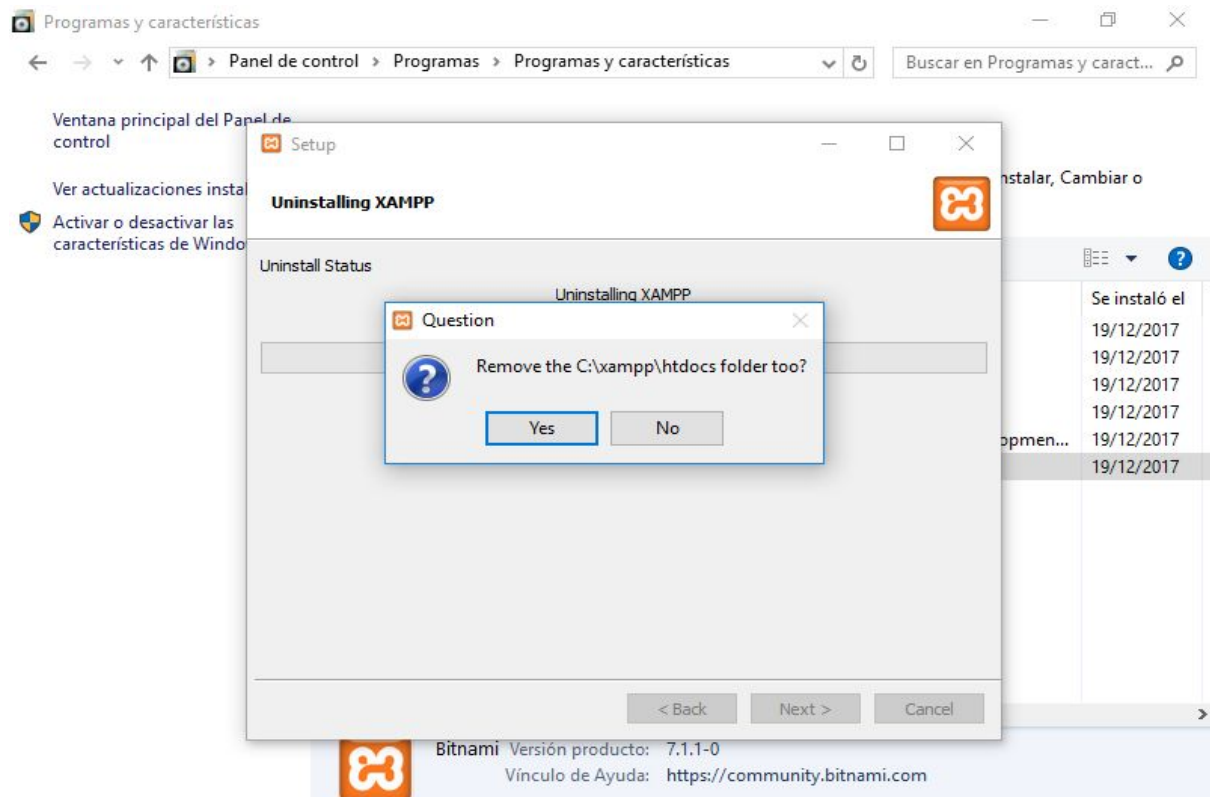 Programas y características
Panel de control > Programas > Programas y características
Buscar en Programas y caract...
Ventana principal del Panel de
control
Ver actualizaciones instal
Activar o desactivar las
características de Windo
Setup
Uninstalling XAMPP
Uninstall Status
Uninstalling XAMPP
Question
Remove the C:\xampp\htdocs folder too?
Yes No
< Back Next > Cancel
nstalar, Cambiar o
Se instaló el
19/12/2017
19/12/2017
19/12/2017
19/12/2017
opmen... 19/12/2017
19/12/2017
Bitnami Versión producto: 7.1.1-0
Vínculo de Ayuda: https://community.bitnami.com